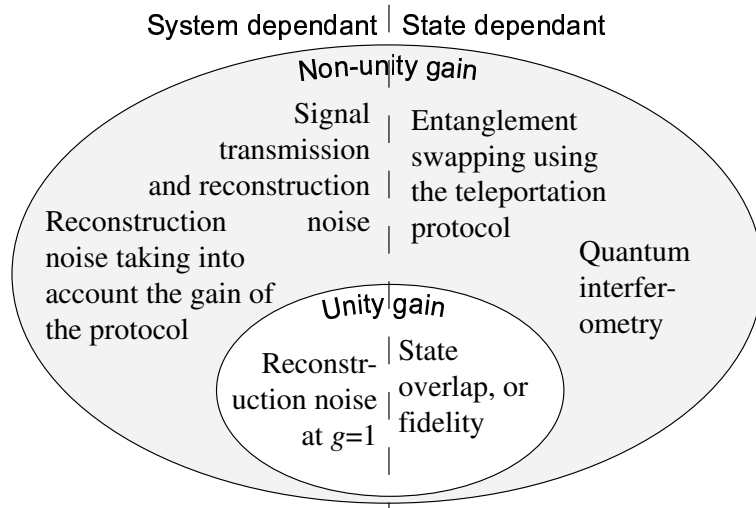 System dependant State dependant
Non-unity gain
Signal
transmission
and reconstruction
noise
Entanglement
swapping using
the teleportation
protocol
Reconstruction
noise taking into
account the gain of
the protocol
Quantum
interfer-
ometry
Unity gain
Reconstr-
uction noise
at g=1
State
overlap, or
fidelity